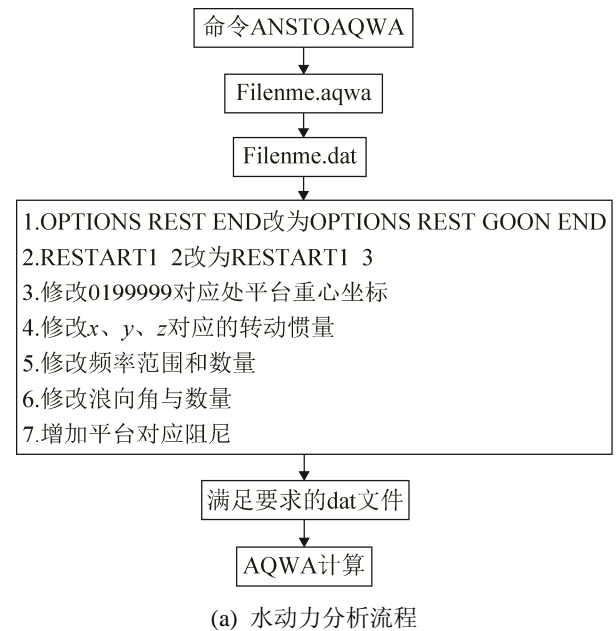 命令ANSTOAQWA
Filenme.aqwa
Filenme.dat
1.OPTIONS REST END改为OPTIONS REST GOON END
2.RESTART1 2改为RESTART1 3
3.修改0199999对应处平台重心坐标
4.修改x、y、z对应的转动惯量
5.修改频率范围和数量
6.修改浪向角与数量
7.增加平台对应阻尼
满足要求的dat文件
AQWA计算
(a) 水动力分析流程